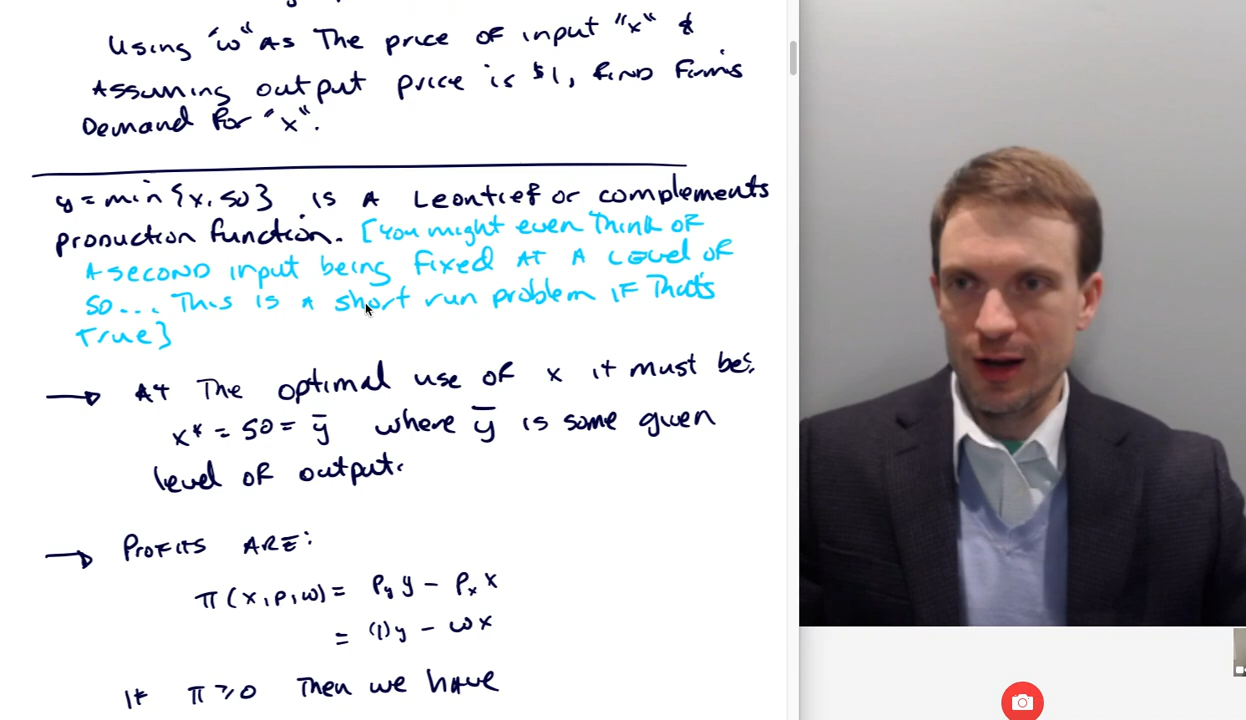 Using "w" As The price of input "x" &
Assuming output price is $1, find Firms
Demand for "x".
y = min {x, 50} is A Leontief or complements
production function. [You might even Think of
A second input being fixed AT A Level of
50... This is a short run problem IF That's
True]
→ At The optimal use of x it must be:
x* = 50 = ȳ where ȳ is some given
level of output.
→ Profits ARE:
π(x, p, w) = Pyy - Pxx
= (1)y - wx
If π ≥ 0 Then we have